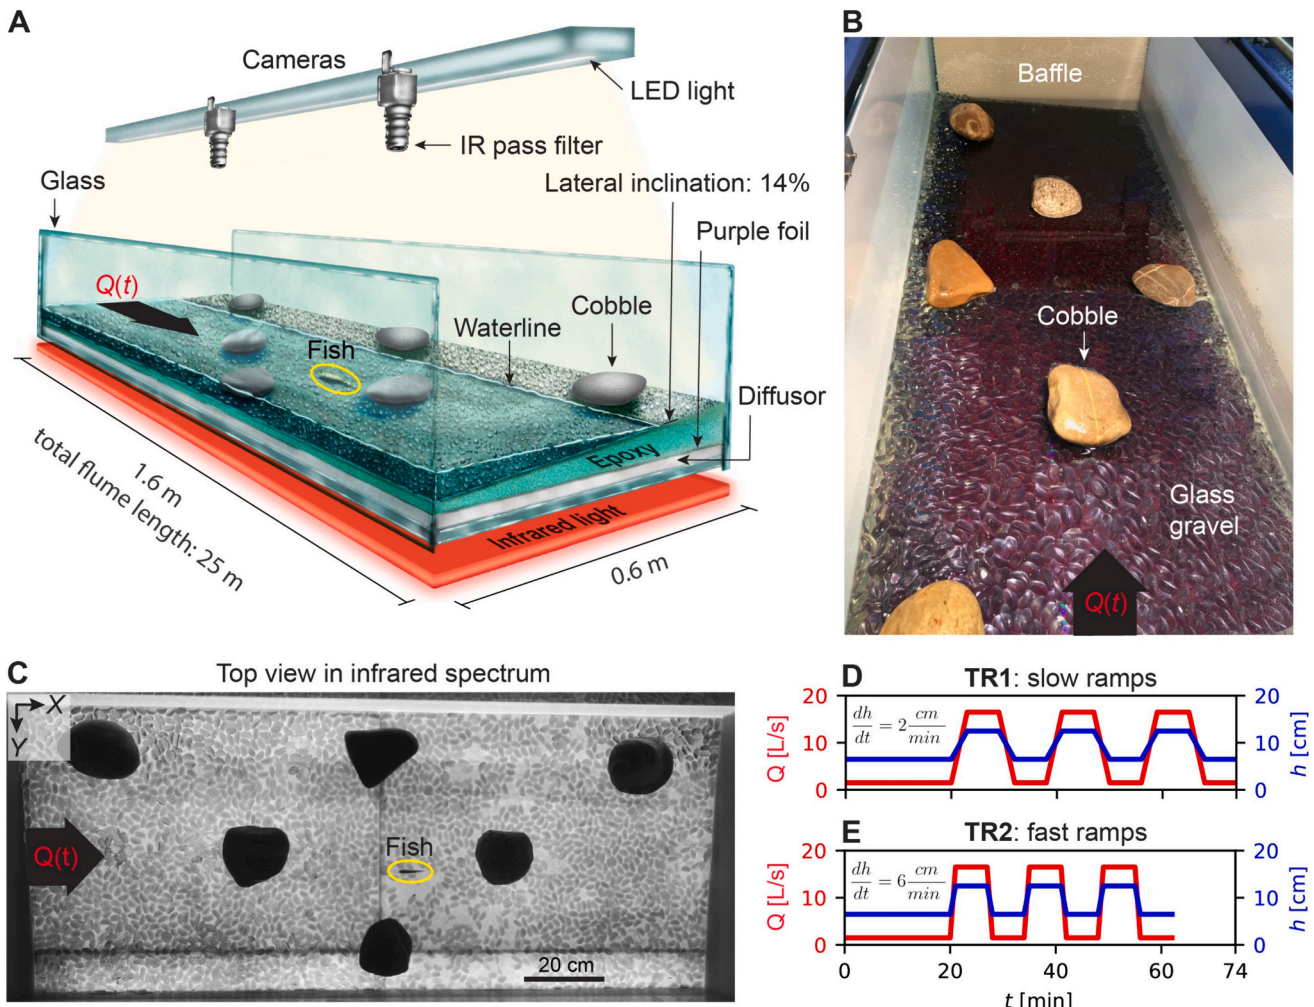 A
Cameras
LED light
IR pass filter
Glass
Lateral inclination: 14%
Purple foil
Q(t)
Cobble
Waterline
Fish
Diffusor
Epoxy
Infrared light
1.6 m
total flume length: 25 m
0.6 m
B
Baffle
Cobble
Glass
gravel
Q(t)
C
Top view in infrared spectrum
X
Y
Q(t)
Fish
20 cm
D
TR1: slow ramps
20
10
0
Q [L/s]
dh/dt = 2 cm/min
20
10
0
h [cm]
E
TR2: fast ramps
20
10
0
Q [L/s]
dh/dt = 6 cm/min
20
10
0
h [cm]
0 20 40 60 74
t [min]